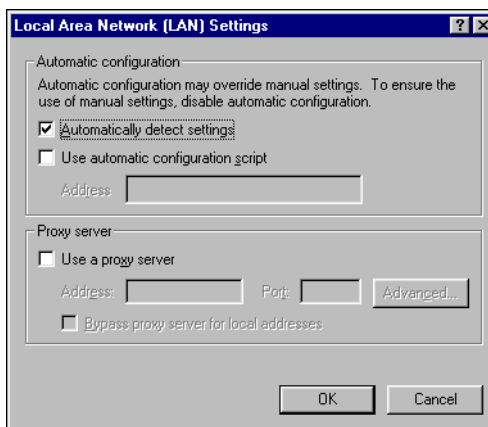 Local Area Network (LAN) Settings
Automatic configuration
Automatic configuration may override manual settings. To ensure the
use of manual settings, disable automatic configuration.
Automatically detect settings
Use automatic configuration script
Address
Proxy server
Use a proxy server
Address: Port: Advanced...
Bypass proxy server for local addresses
OK Cancel